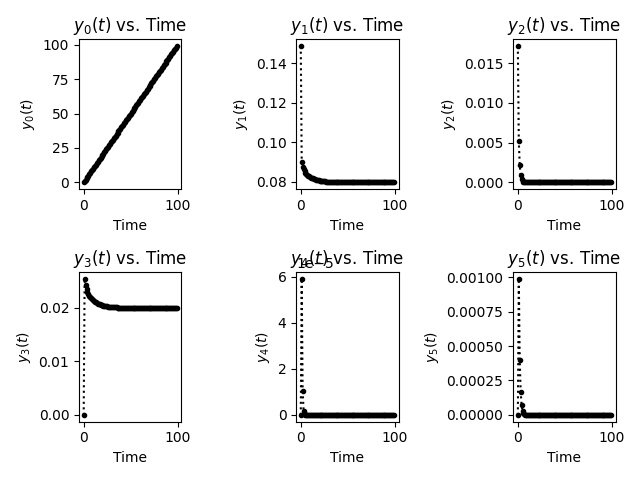 y₀(t) vs. Time
100
75
50
25
0
y₀(t)
0
100
Time
y₁(t) vs. Time
0.14
0.12
0.10
0.08
y₁(t)
0
100
Time
y₂(t) vs. Time
0.015
0.010
0.005
0.000
y₂(t)
0
100
Time
y₃(t) vs. Time
0.02
0.01
0.00
y₃(t)
0
100
Time
y₄(t) vs. Time
1e−5
6
4
2
0
y₄(t)
0
100
Time
y₅(t) vs. Time
0.00100
0.00075
0.00050
0.00025
0.00000
y₅(t)
0
100
Time